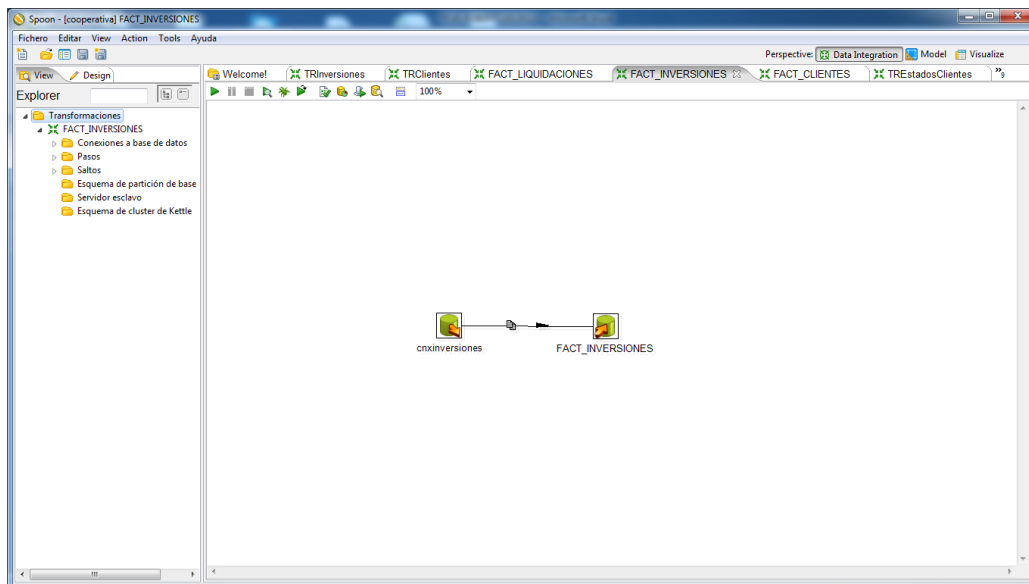 Spoon - [cooperativa] FACT_INVERSIONES
Fichero Editar View Action Tools Ayuda
Perspective: Data Integration Model Visualize
View Design
Welcome! TRInversiones TRClientes FACT_LIQUIDACIONES FACT_INVERSIONES FACT_CLIENTES TREstadosClientes »9
Explorer
100%
Transformaciones
FACT_INVERSIONES
Conexiones a base de datos
Pasos
Saltos
Esquema de partición de base
Servidor esclavo
Esquema de cluster de Kettle
cnxinversiones FACT_INVERSIONES